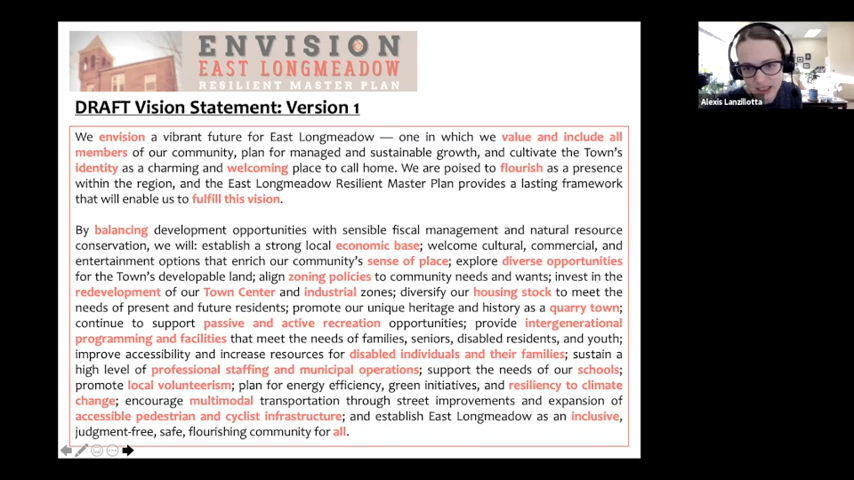 ENVISION
EAST LONGMEADOW
RESILIENT MASTER PLAN
DRAFT Vision Statement: Version 1
We envision a vibrant future for East Longmeadow — one in which we value and include all
members of our community, plan for managed and sustainable growth, and cultivate the Town's
identity as a charming and welcoming place to call home. We are poised to flourish as a presence
within the region, and the East Longmeadow Resilient Master Plan provides a lasting framework
that will enable us to fulfill this vision.
By balancing development opportunities with sensible fiscal management and natural resource
conservation, we will: establish a strong local economic base; welcome cultural, commercial, and
entertainment options that enrich our community's sense of place; explore diverse opportunities
for the Town's developable land; align zoning policies to community needs and wants; invest in the
redevelopment of our Town Center and industrial zones; diversify our housing stock to meet the
needs of present and future residents; promote our unique heritage and history as a quarry town;
continue to support passive and active recreation opportunities; provide intergenerational
programming and facilities that meet the needs of families, seniors, disabled residents, and youth;
improve accessibility and increase resources for disabled individuals and their families; sustain a
high level of professional staffing and municipal operations; support the needs of our schools;
promote local volunteerism; plan for energy efficiency, green initiatives, and resiliency to climate
change; encourage multimodal transportation through street improvements and expansion of
accessible pedestrian and cyclist infrastructure; and establish East Longmeadow as an inclusive,
judgment-free, safe, flourishing community for all.
Alexis Lanzillotta